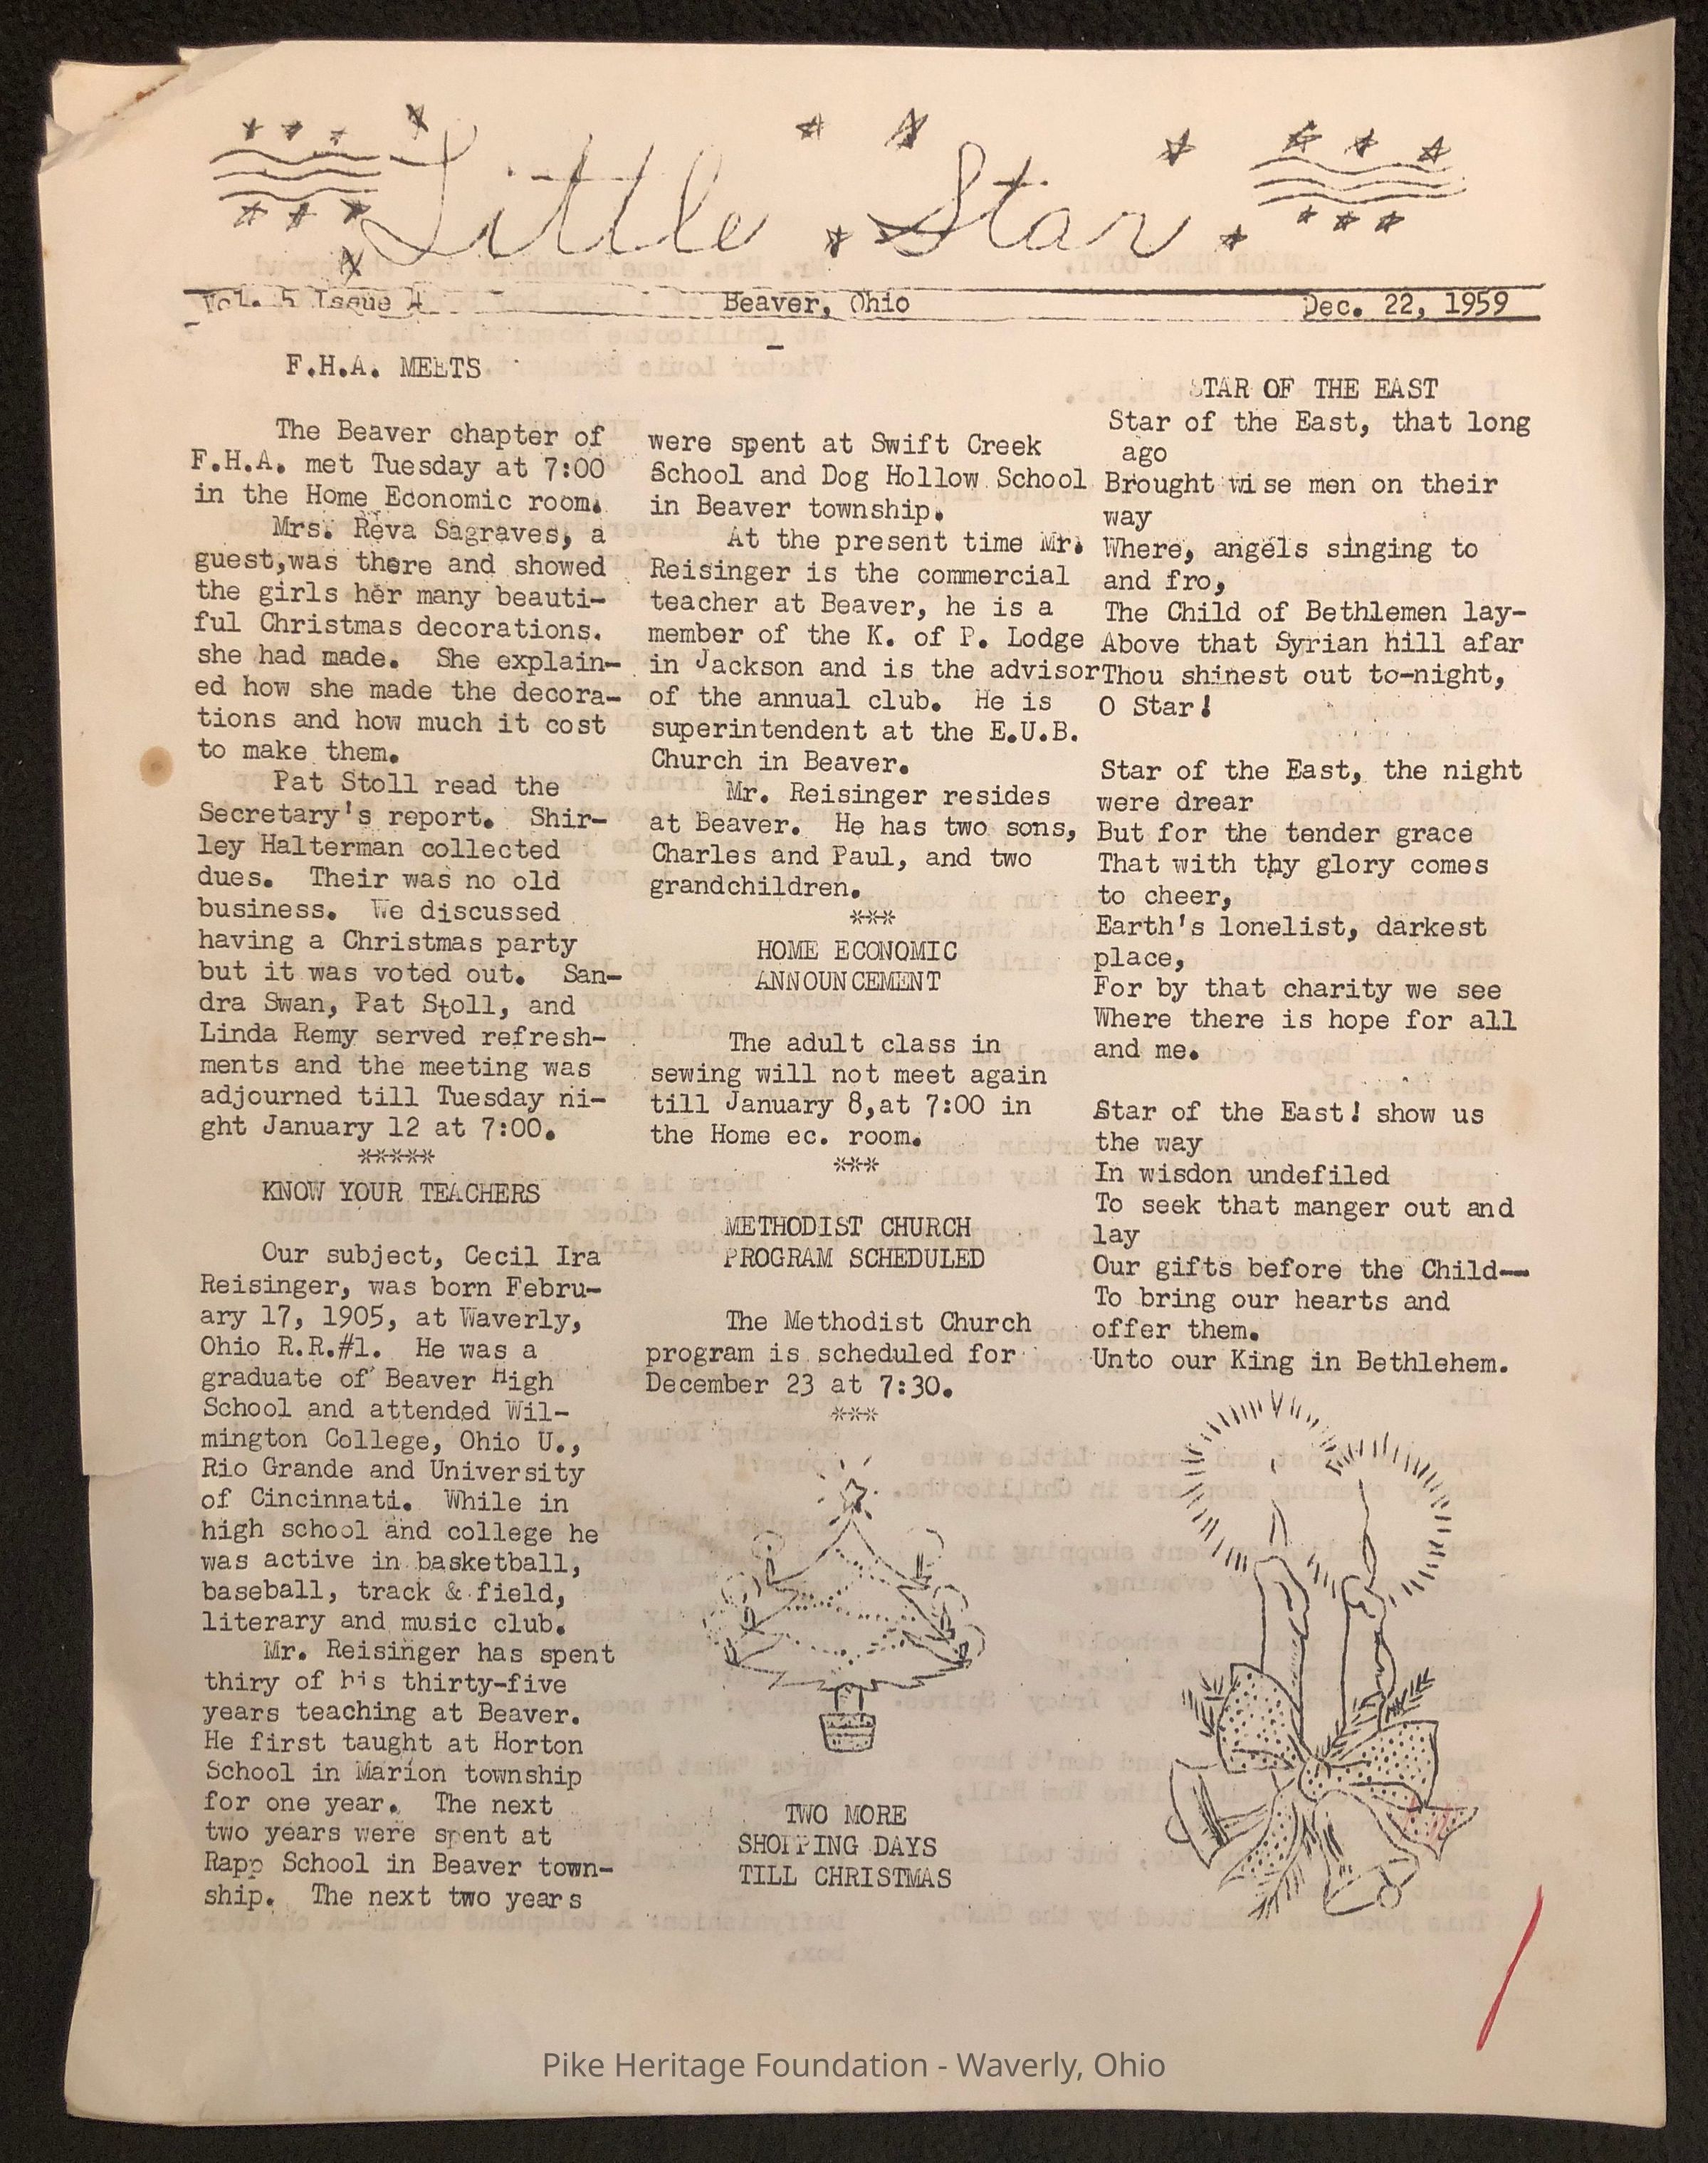 Little Star
Vol. 5 Issue 4 Beaver, Ohio Dec. 22, 1959
F.H.A. MEETS
The Beaver chapter of
F.H.A. met Tuesday at 7:00
in the Home Economic room.
Mrs. Reva Sagraves, a
guest,was there and showed
the girls her many beauti-
ful Christmas decorations.
she had made. She explain-
ed how she made the decora-
tions and how much it cost
to make them.
Pat Stoll read the
Secretary's report. Shir-
ley Halterman collected
dues. Their was no old
business. We discussed
having a Christmas party
but it was voted out. San-
dra Swan, Pat Stoll, and
Linda Remy served refresh-
ments and the meeting was
adjourned till Tuesday ni-
ght January 12 at 7:00.
*****
KNOW YOUR TEACHERS
Our subject, Cecil Ira
Reisinger, was born Febru-
ary 17, 1905, at Waverly,
Ohio R.R.#1. He was a
graduate of Beaver High
School and attended Wil-
mington College, Ohio U.,
Rio Grande and University
of Cincinnati. While in
high school and college he
was active in basketball,
baseball, track & field,
literary and music club.
Mr. Reisinger has spent
thiry of his thirty-five
years teaching at Beaver.
He first taught at Horton
School in Marion township
for one year. The next
two years were spent at
Rapp School in Beaver town-
ship. The next two years
were spent at Swift Creek
School and Dog Hollow School
in Beaver township.
At the present time Mr.
Reisinger is the commercial
teacher at Beaver, he is a
member of the K. of P. Lodge
in Jackson and is the advisor
of the annual club. He is
superintendent at the E.U.B.
Church in Beaver.
Mr. Reisinger resides
at Beaver. He has two sons,
Charles and Paul, and two
grandchildren.
***
HOME ECONOMIC
ANNOUNCEMENT
The adult class in
sewing will not meet again
till January 8,at 7:00 in
the Home ec. room.
***
METHODIST CHURCH
PROGRAM SCHEDULED
The Methodist Church
program is scheduled for
December 23 at 7:30.
***
TWO MORE
SHOPPING DAYS
TILL CHRISTMAS
STAR OF THE EAST
Star of the East, that long
ago
Brought wise men on their
way
Where, angels singing to
and fro,
The Child of Bethlemen lay-
Above that Syrian hill afar
Thou shinest out to-night,
O Star!
Star of the East, the night
were drear
But for the tender grace
That with thy glory comes
to cheer,
Earth's lonelist, darkest
place,
For by that charity we see
Where there is hope for all
and me.
Star of the East! show us
the way
In wisdon undefiled
To seek that manger out and
lay
Our gifts before the Child--
To bring our hearts and
offer them.
Unto our King in Bethlehem.
Pike Heritage Foundation - Waverly, Ohio